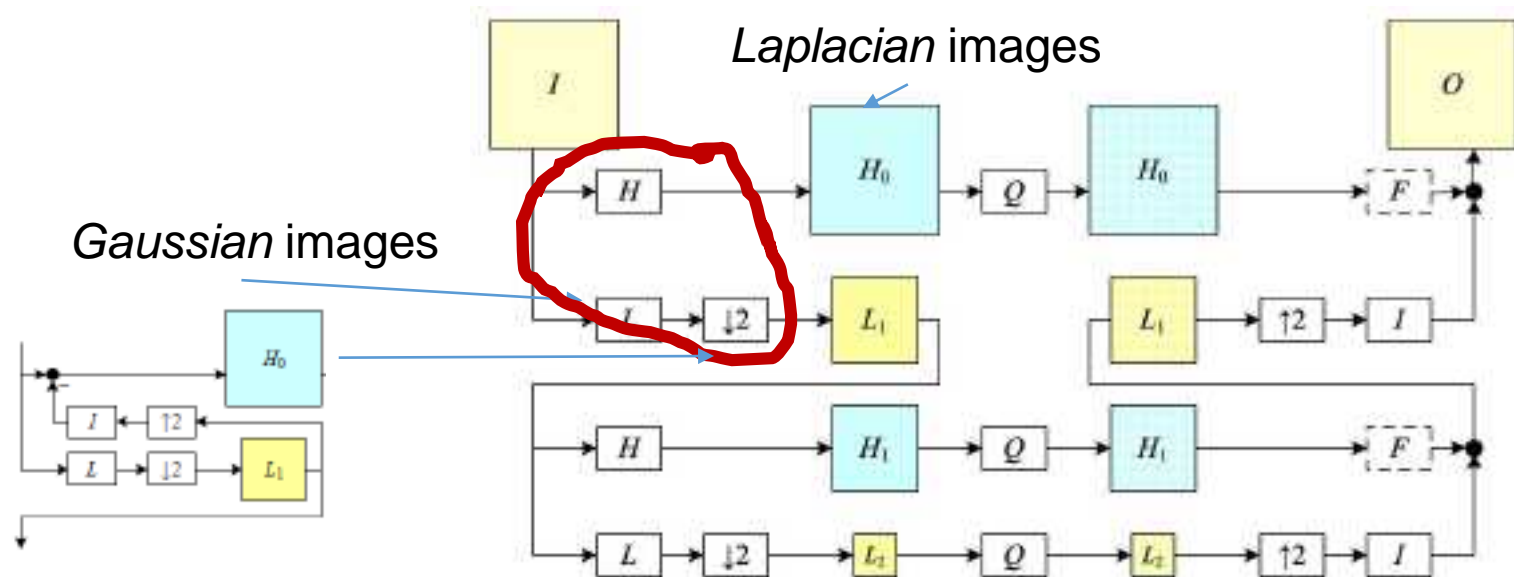 Laplacian images
I
O
H₀
H₀
H
Q
F
Gaussian images
L
↓2
L₁
L₁
↑2
I
H₀
–
I
↑2
L
↓2
L₁
H
H₁
Q
H₁
F
L
↓2
L₂
Q
L₂
↑2
I